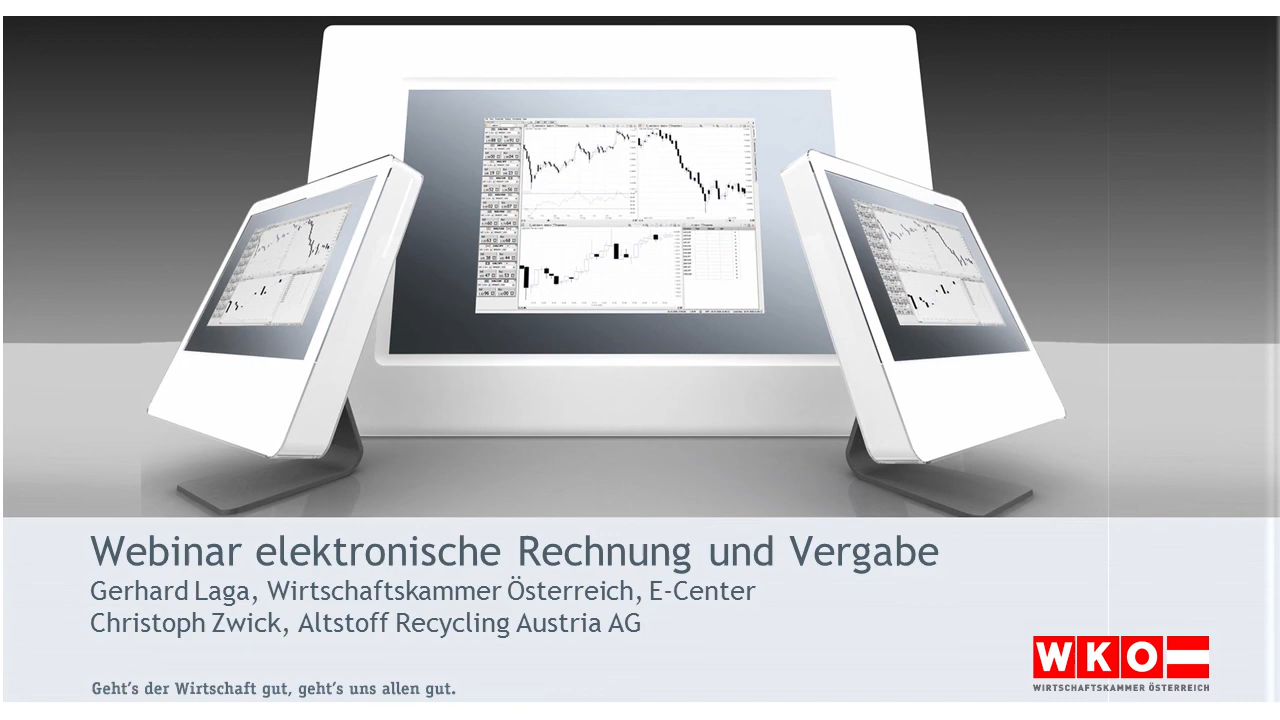 Webinar elektronische Rechnung und Vergabe
Gerhard Laga, Wirtschaftskammer Österreich, E-Center
Christoph Zwick, Altstoff Recycling Austria AG
Geht's der Wirtschaft gut, geht's uns allen gut.
WKO
WIRTSCHAFTSKAMMER ÖSTERREICH